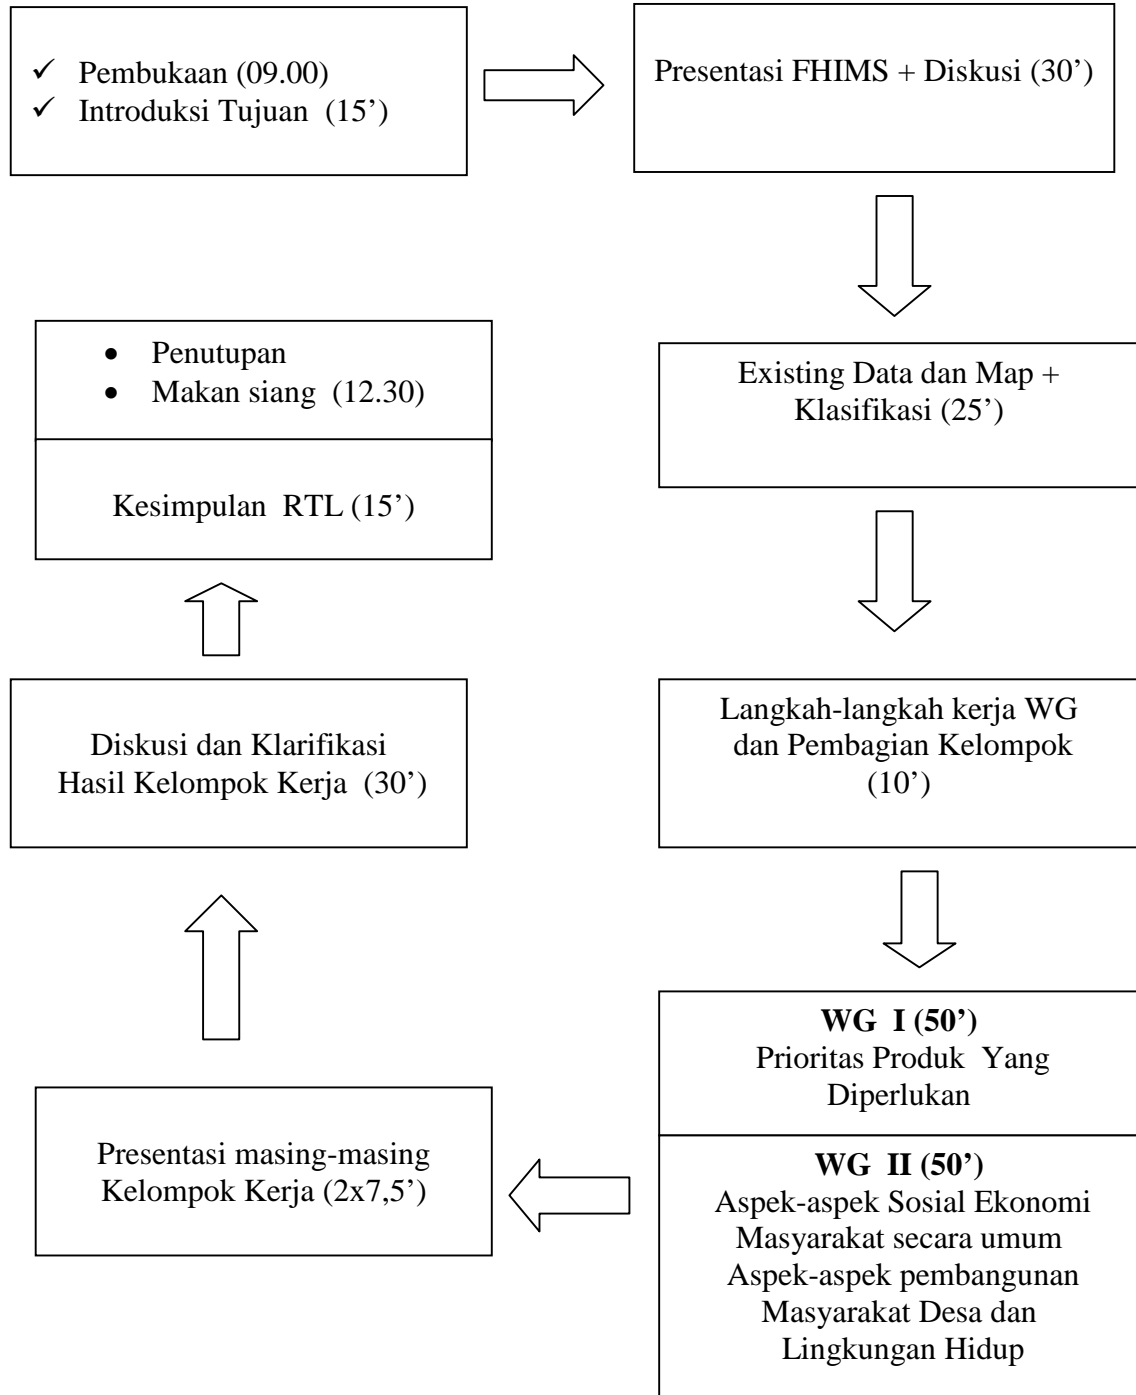 ✓ Pembukaan (09.00)
✓ Introduksi Tujuan (15’)
Presentasi FHIMS + Diskusi (30’)
Existing Data dan Map +
Klasifikasi (25’)
Langkah-langkah kerja WG
dan Pembagian Kelompok
(10’)
WG I (50’)
Prioritas Produk Yang
Diperlukan
WG II (50’)
Aspek-aspek Sosial Ekonomi
Masyarakat secara umum
Aspek-aspek pembangunan
Masyarakat Desa dan
Lingkungan Hidup
Presentasi masing-masing
Kelompok Kerja (2x7,5’)
Diskusi dan Klarifikasi
Hasil Kelompok Kerja (30’)
Kesimpulan RTL (15’)
• Penutupan
• Makan siang (12.30)